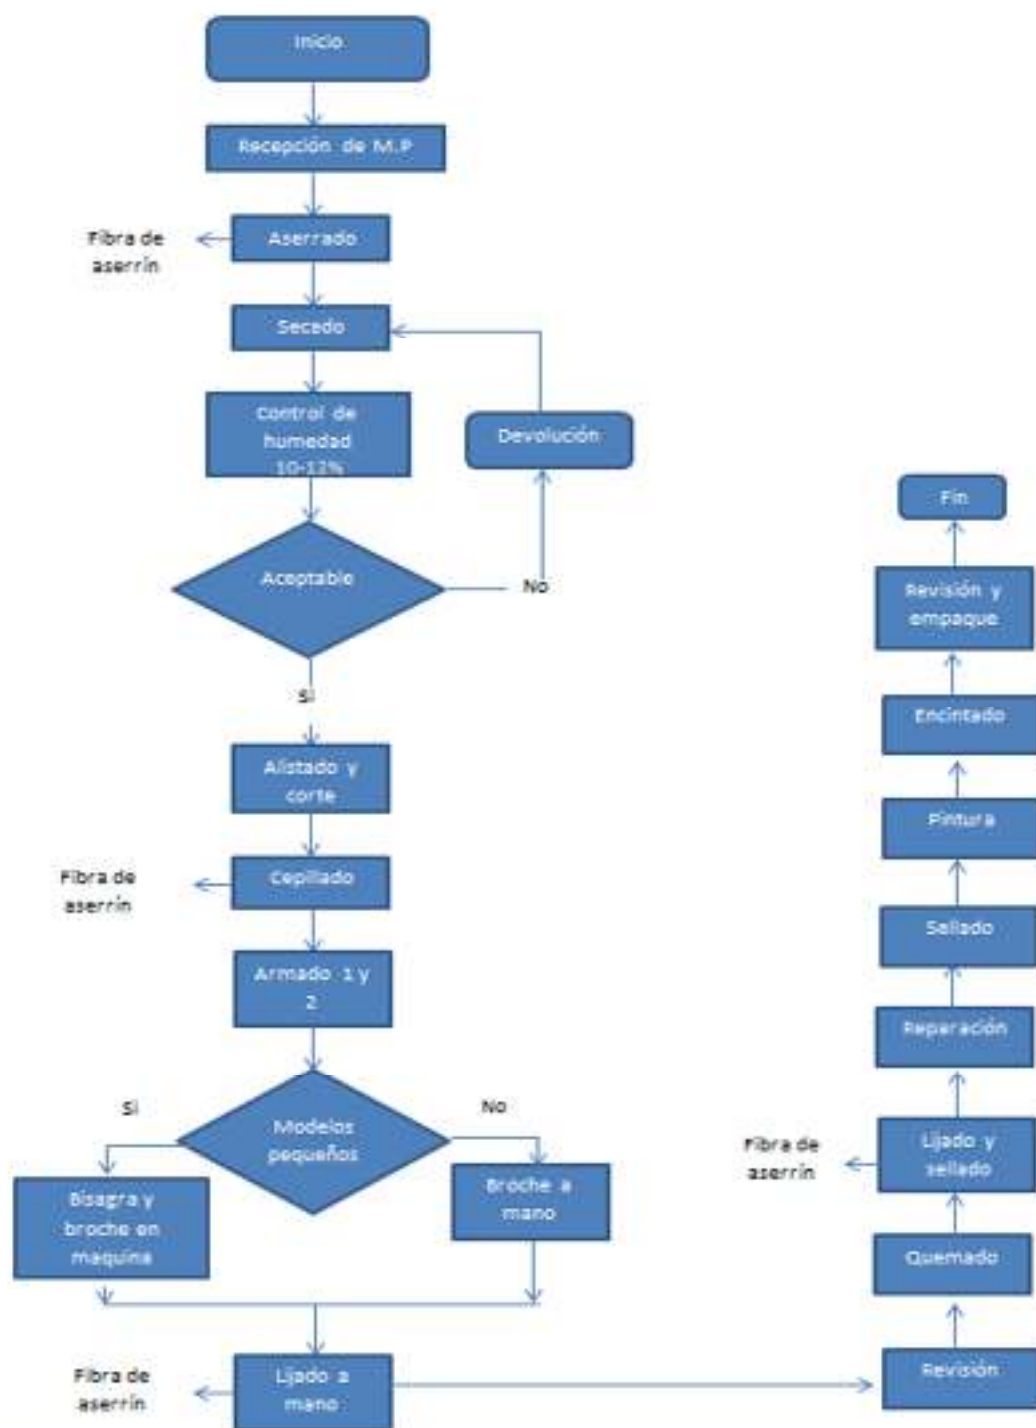 Inicio
Recepción de M.P
Fibra de
aserrín
Aserrado
Secado
Control de
humedad
10-12%
Devolución
Aceptable
No
Si
Alistado y
corte
Fibra de
aserrín
Cepillado
Armado 1 y
2
Modelos
pequeños
Si
No
Bisagra y
broche en
maquina
Broche a
mano
Fibra de
aserrín
Lijado a
mano
Revisión
Quemado
Fibra de
aserrín
Lijado y
sellado
Reparación
Sellado
Pintura
Encintado
Revisión y
empaque
Fin